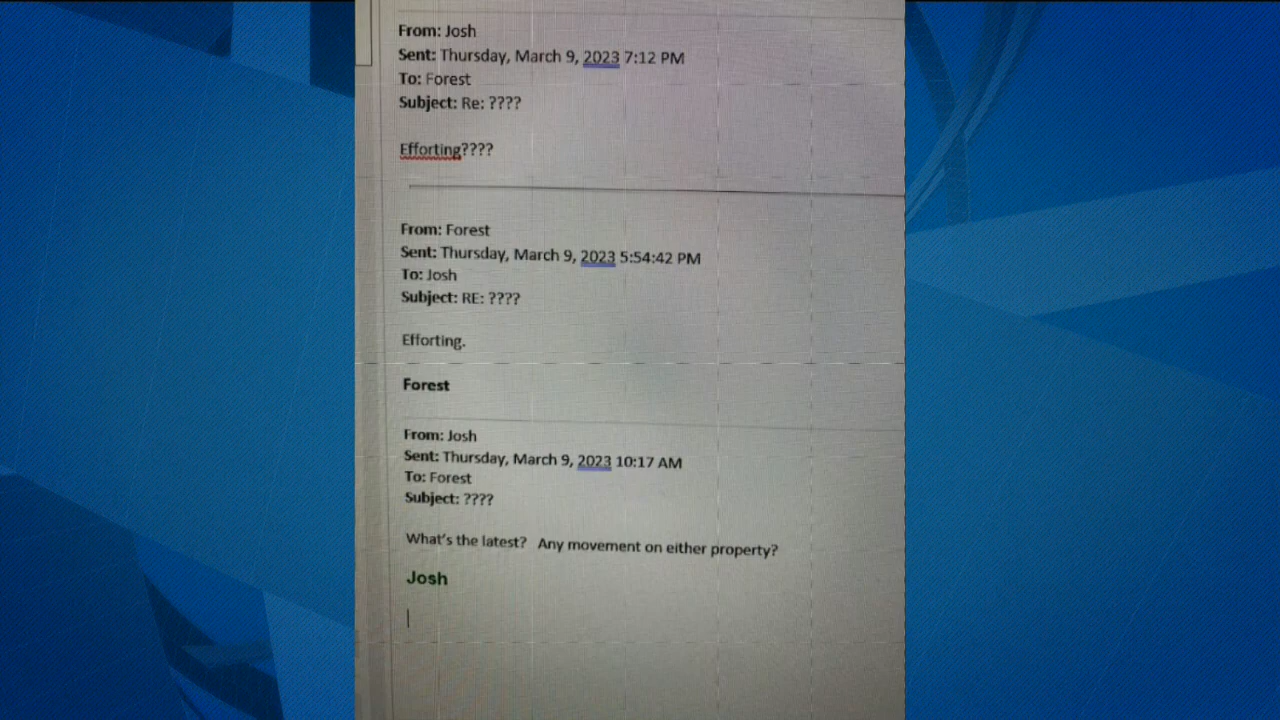 From: Josh
Sent: Thursday, March 9, 2023 7:12 PM
To: Forest
Subject: Re: ????
Efforting????
From: Forest
Sent: Thursday, March 9, 2023 5:54:42 PM
To: Josh
Subject: RE: ????
Efforting.
Forest
From: Josh
Sent: Thursday, March 9, 2023 10:17 AM
To: Forest
Subject: ????
What's the latest? Any movement on either property?
Josh